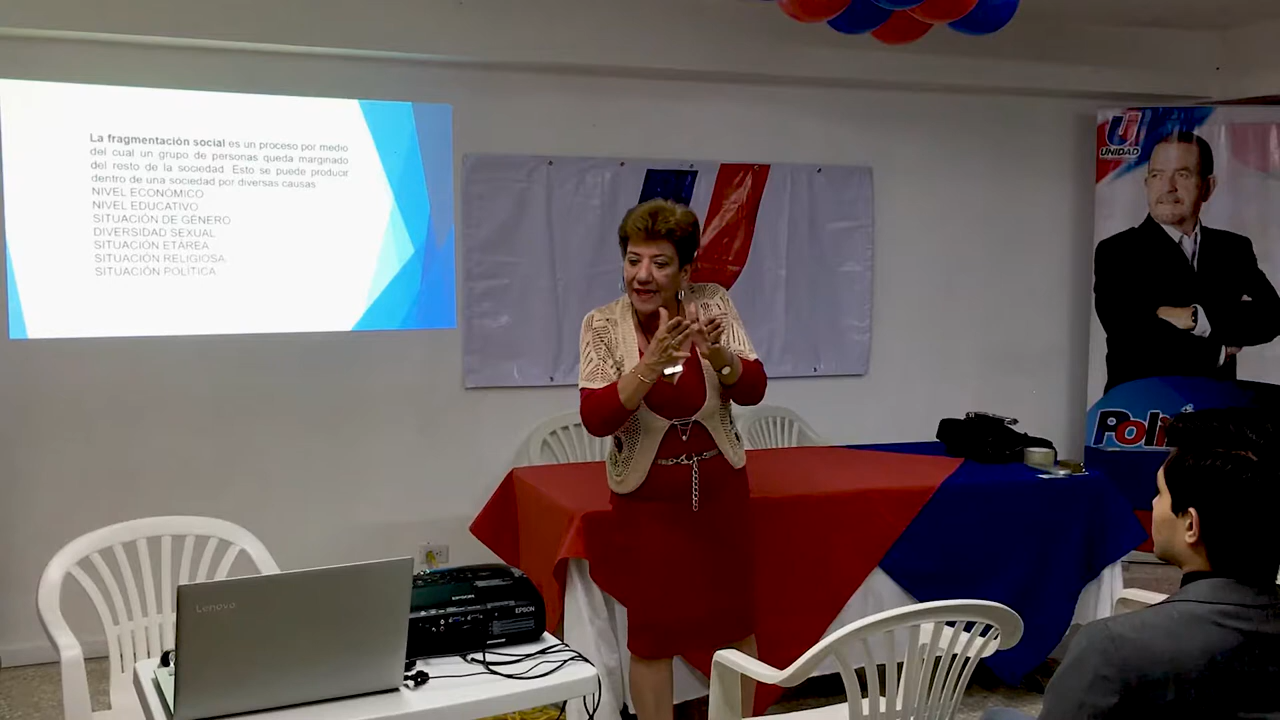 La fragmentación social es un proceso por medio
del cual un grupo de personas queda marginado
del resto de la sociedad. Esto se puede producir
dentro de una sociedad por diversas causas
NIVEL ECONÓMICO
NIVEL EDUCATIVO
SITUACIÓN DE GÉNERO
DIVERSIDAD SEXUAL
SITUACIÓN ETÁREA
SITUACIÓN RELIGIOSA
SITUACIÓN POLÍTICA
UNIDAD
Poli
Lenovo
EPSON
EPSON